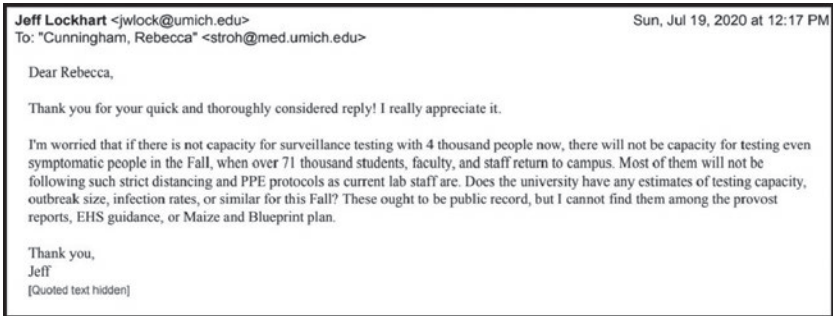 Jeff Lockhart <jwlock@umich.edu>
Sun, Jul 19, 2020 at 12:17 PM
To: "Cunningham, Rebecca" <stroh@med.umich.edu>
Dear Rebecca,
Thank you for your quick and thoroughly considered reply! I really appreciate it.
I'm worried that if there is not capacity for surveillance testing with 4 thousand people now, there will not be capacity for testing even
symptomatic people in the Fall, when over 71 thousand students, faculty, and staff return to campus. Most of them will not be
following such strict distancing and PPE protocols as current lab staff are. Does the university have any estimates of testing capacity,
outbreak size, infection rates, or similar for this Fall? These ought to be public record, but I cannot find them among the provost
reports, EHS guidance, or Maize and Blueprint plan.
Thank you,
Jeff
[Quoted text hidden]